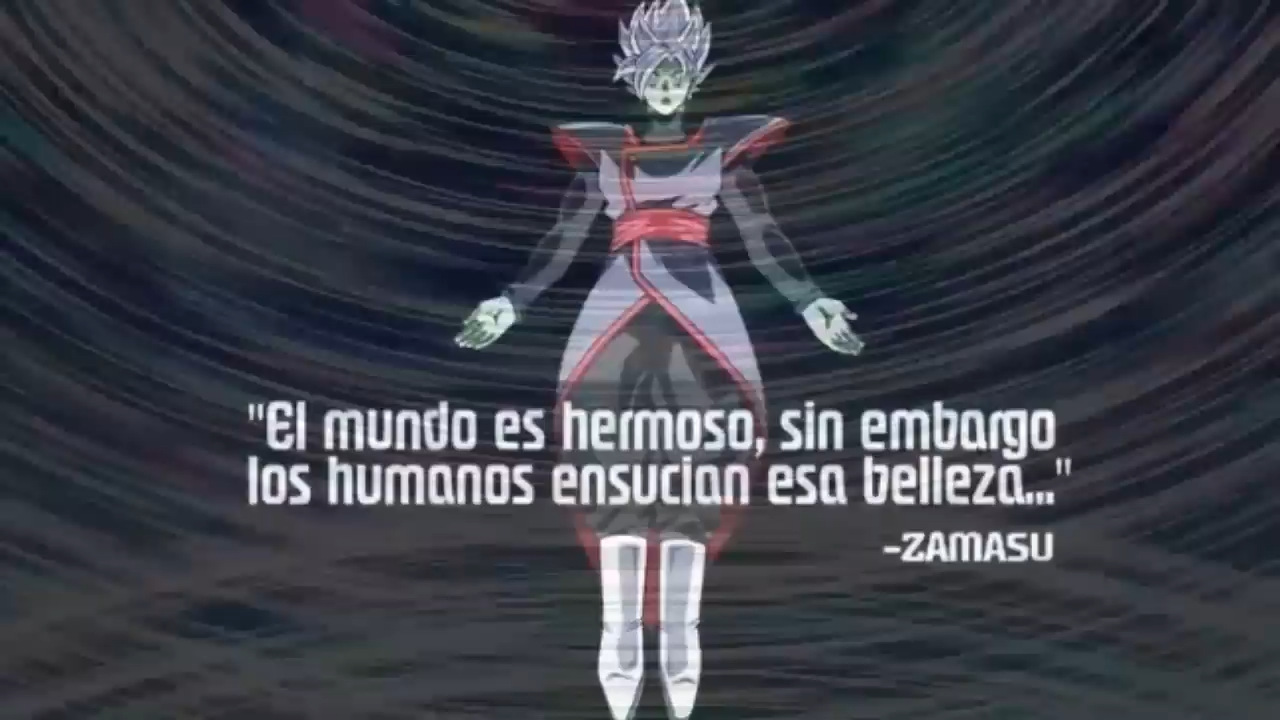 "El mundo es hermoso, sin embargo
los humanos ensucian esa belleza..."
-ZAMASU